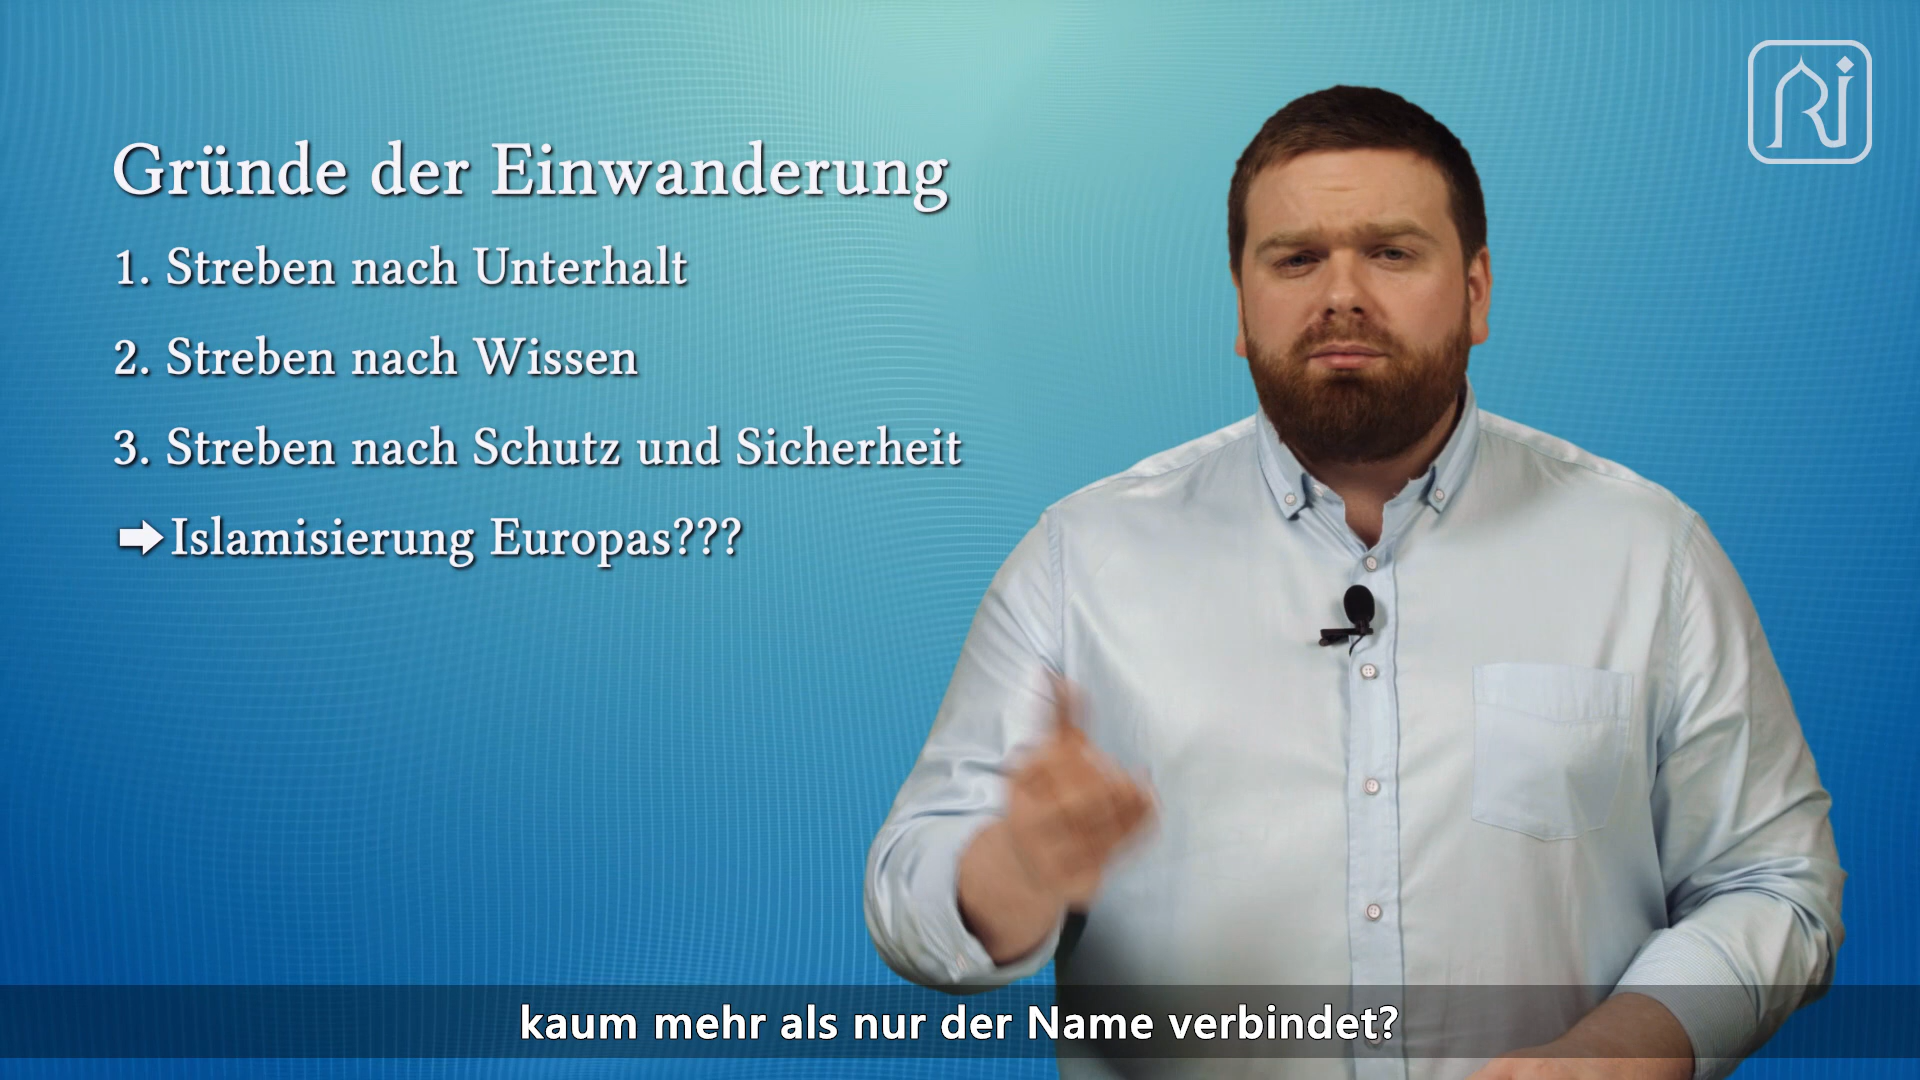 Gründe der Einwanderung
1. Streben nach Unterhalt
2. Streben nach Wissen
3. Streben nach Schutz und Sicherheit
Islamisierung Europas???
kaum mehr als nur der Name verbindet?